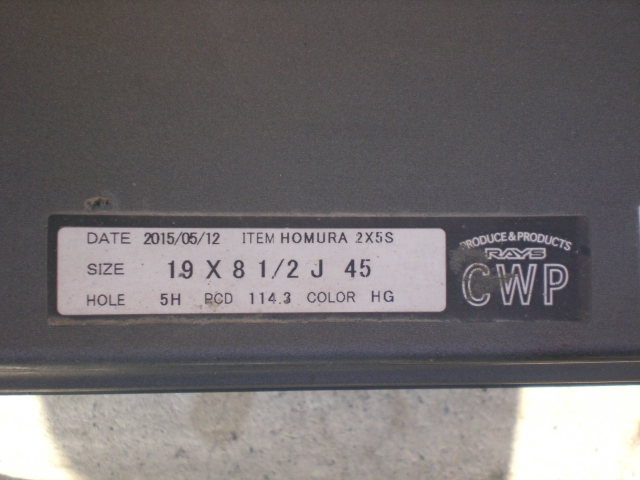 DATE 2015/05/12 ITEM HOMURA 2X5S
SIZE 19 X 8 1/2 J 45
HOLE 5H PCD 114.3 COLOR HG
PRODUCE & PRODUCTS
RAYS
CWP